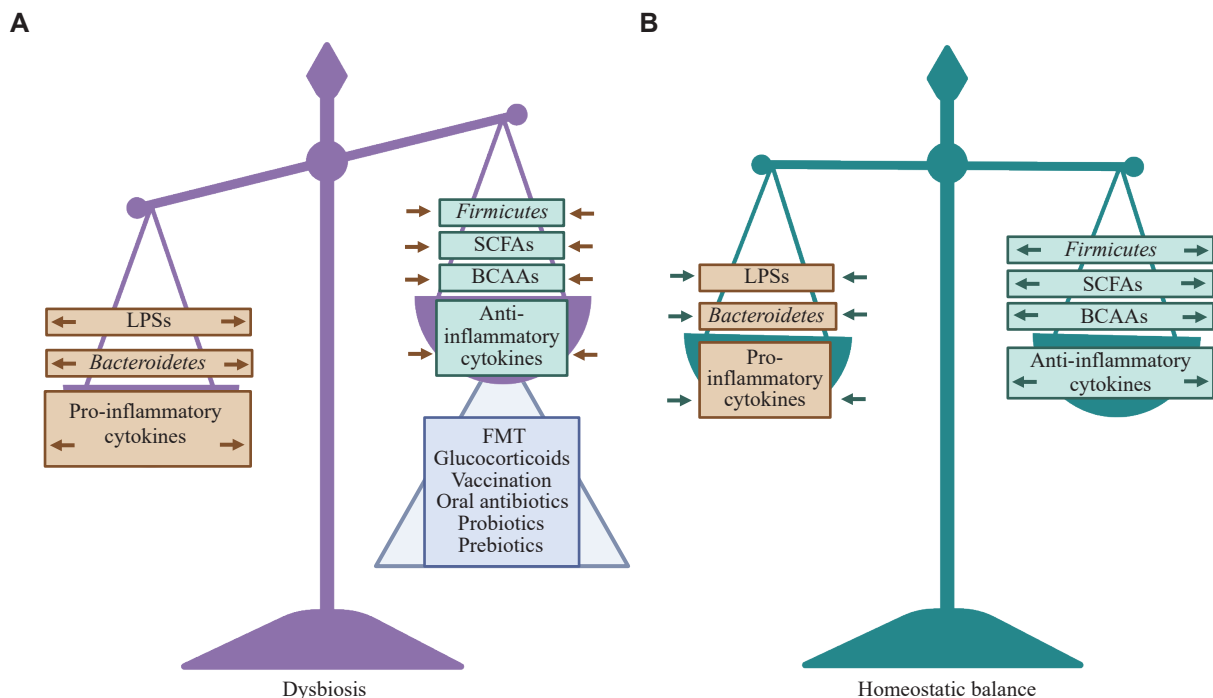 A
LPSs
Bacteroidetes
Pro-inflammatory
cytokines
Firmicutes
SCFAs
BCAAs
Anti-
inflammatory
cytokines
FMT
Glucocorticoids
Vaccination
Oral antibiotics
Probiotics
Prebiotics
Dysbiosis
B
LPSs
Bacteroidetes
Pro-
inflammatory
cytokines
Firmicutes
SCFAs
BCAAs
Anti-inflammatory
cytokines
Homeostatic balance